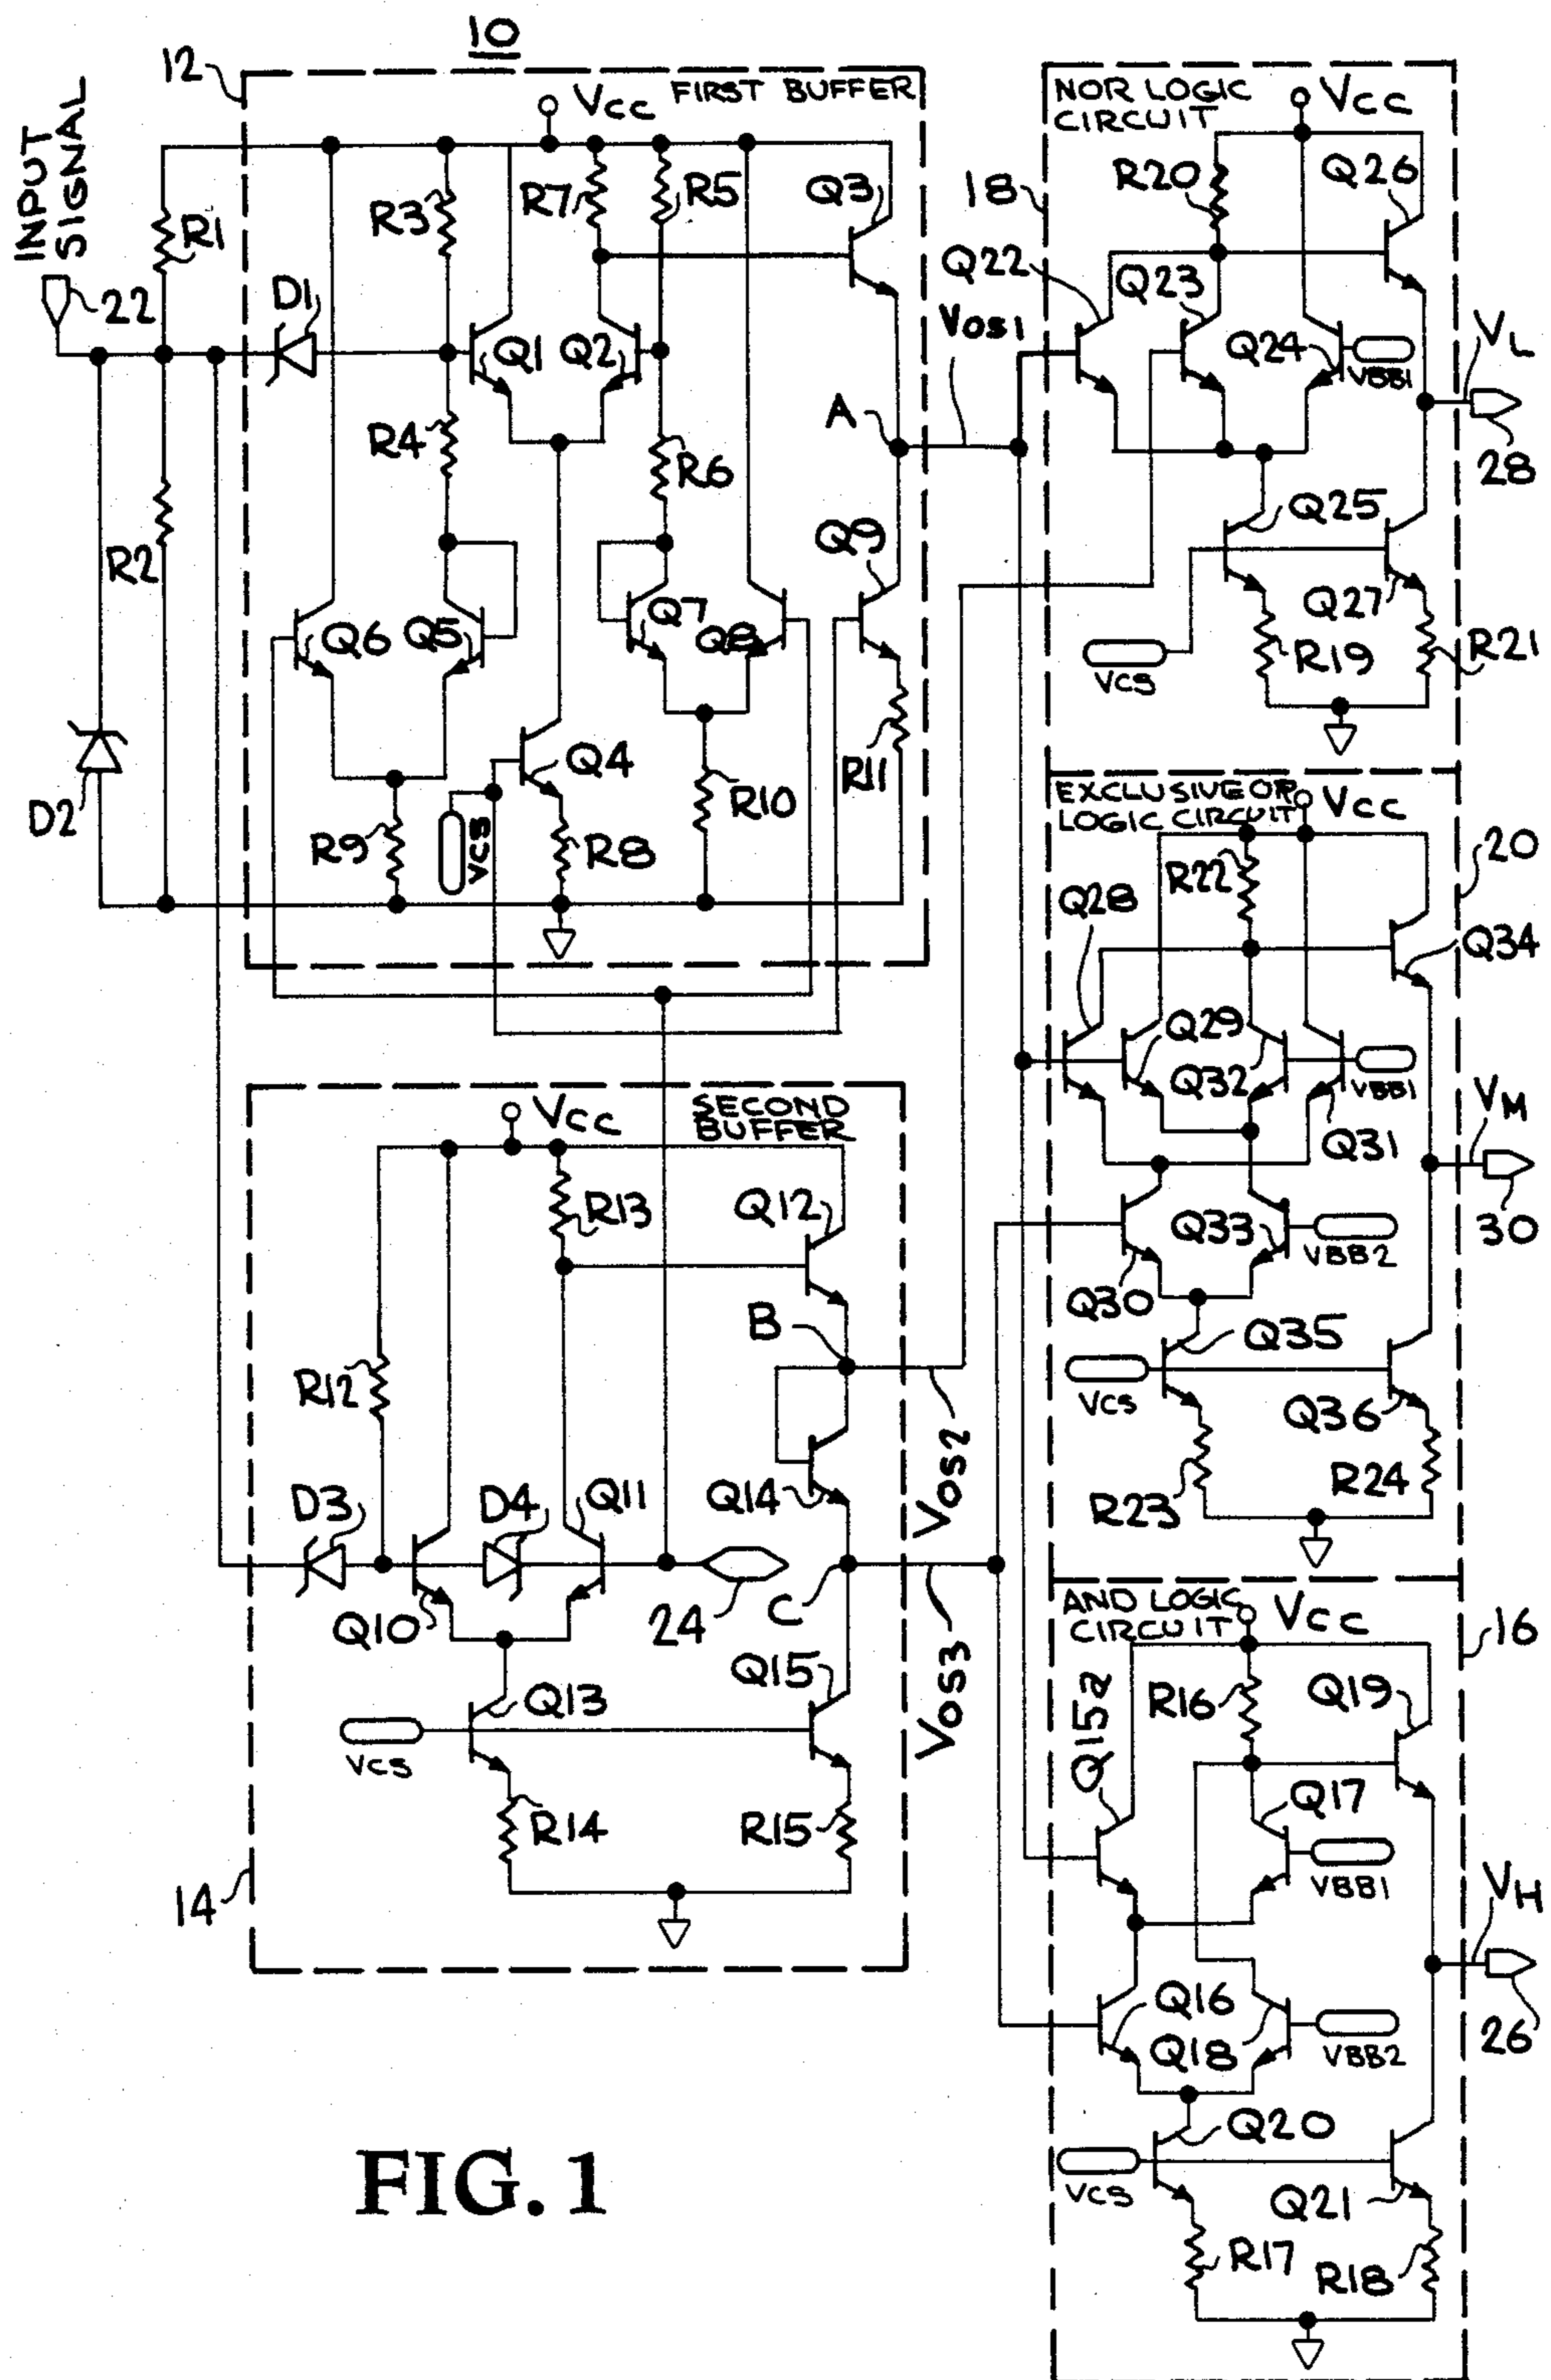 10
12
FIRST BUFFER
VCC
INPUT SIGNAL
22
R1
R2
D2
D1
R3
R4
R7
R5
Q3
Q1
Q2
R6
A
VOS1
Q9
Q6
Q5
Q7
Q8
Q4
R11
R10
R9
VCS
R8
NOR LOGIC
CIRCUIT
VCC
18
R20
Q26
Q22
Q23
Q24
VBB1
VL
28
Q25
Q27
VCS
R19
R21
EXCLUSIVE OR
LOGIC CIRCUIT
VCC
20
R22
Q28
Q34
Q29
Q32
VBB1
Q31
VM
30
Q33
VBB2
Q30
Q35
VCS
Q36
R23
R24
SECOND
BUFFER
VCC
R13
Q12
B
R12
VOS2
D3
D4
Q11
Q14
Q10
24
C
VOS3
Q13
Q15
VCS
R14
R15
14
AND LOGIC
CIRCUIT
VCC
16
R16
Q19
Q15a
Q17
VBB1
VH
26
Q16
Q18
VBB2
Q20
VCS
Q21
R17
R18
FIG. 1